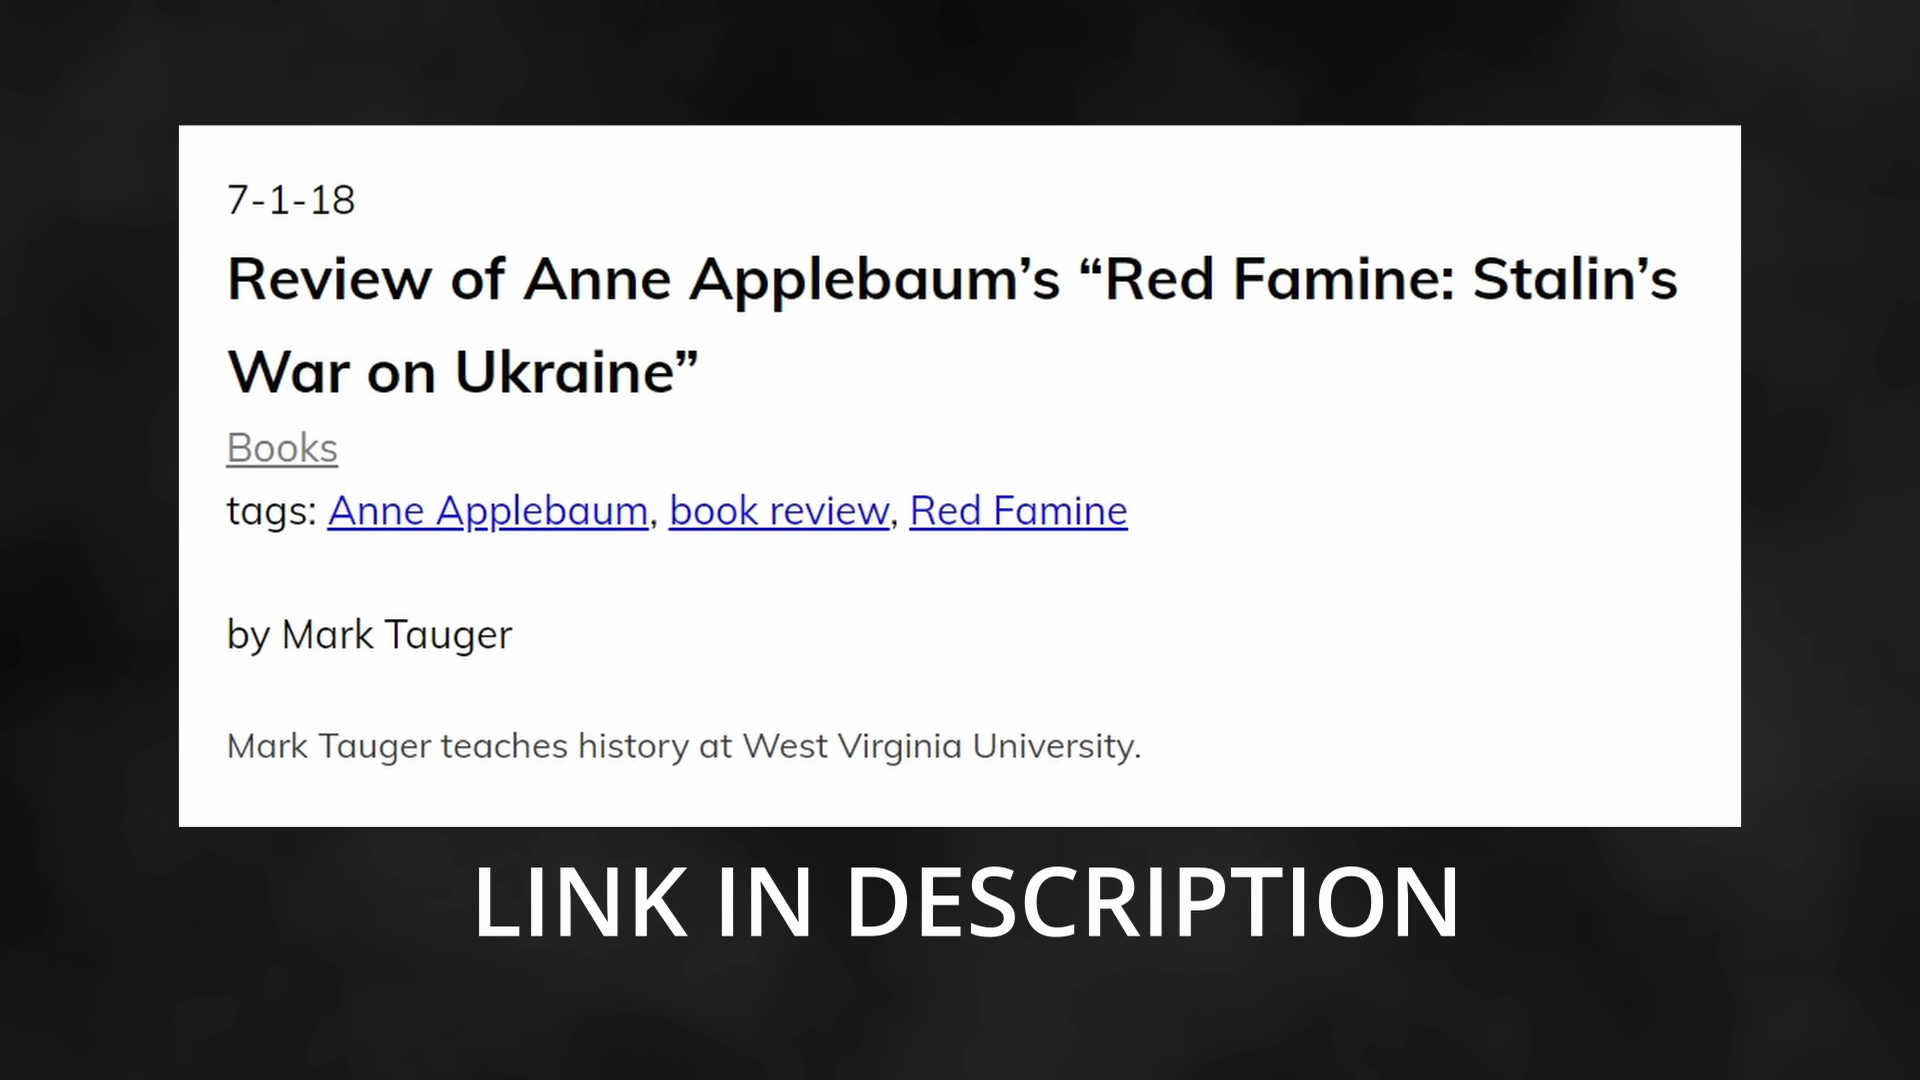 7-1-18
Review of Anne Applebaum’s “Red Famine: Stalin’s
War on Ukraine”
Books
tags: Anne Applebaum, book review, Red Famine
by Mark Tauger
Mark Tauger teaches history at West Virginia University.
LINK IN DESCRIPTION